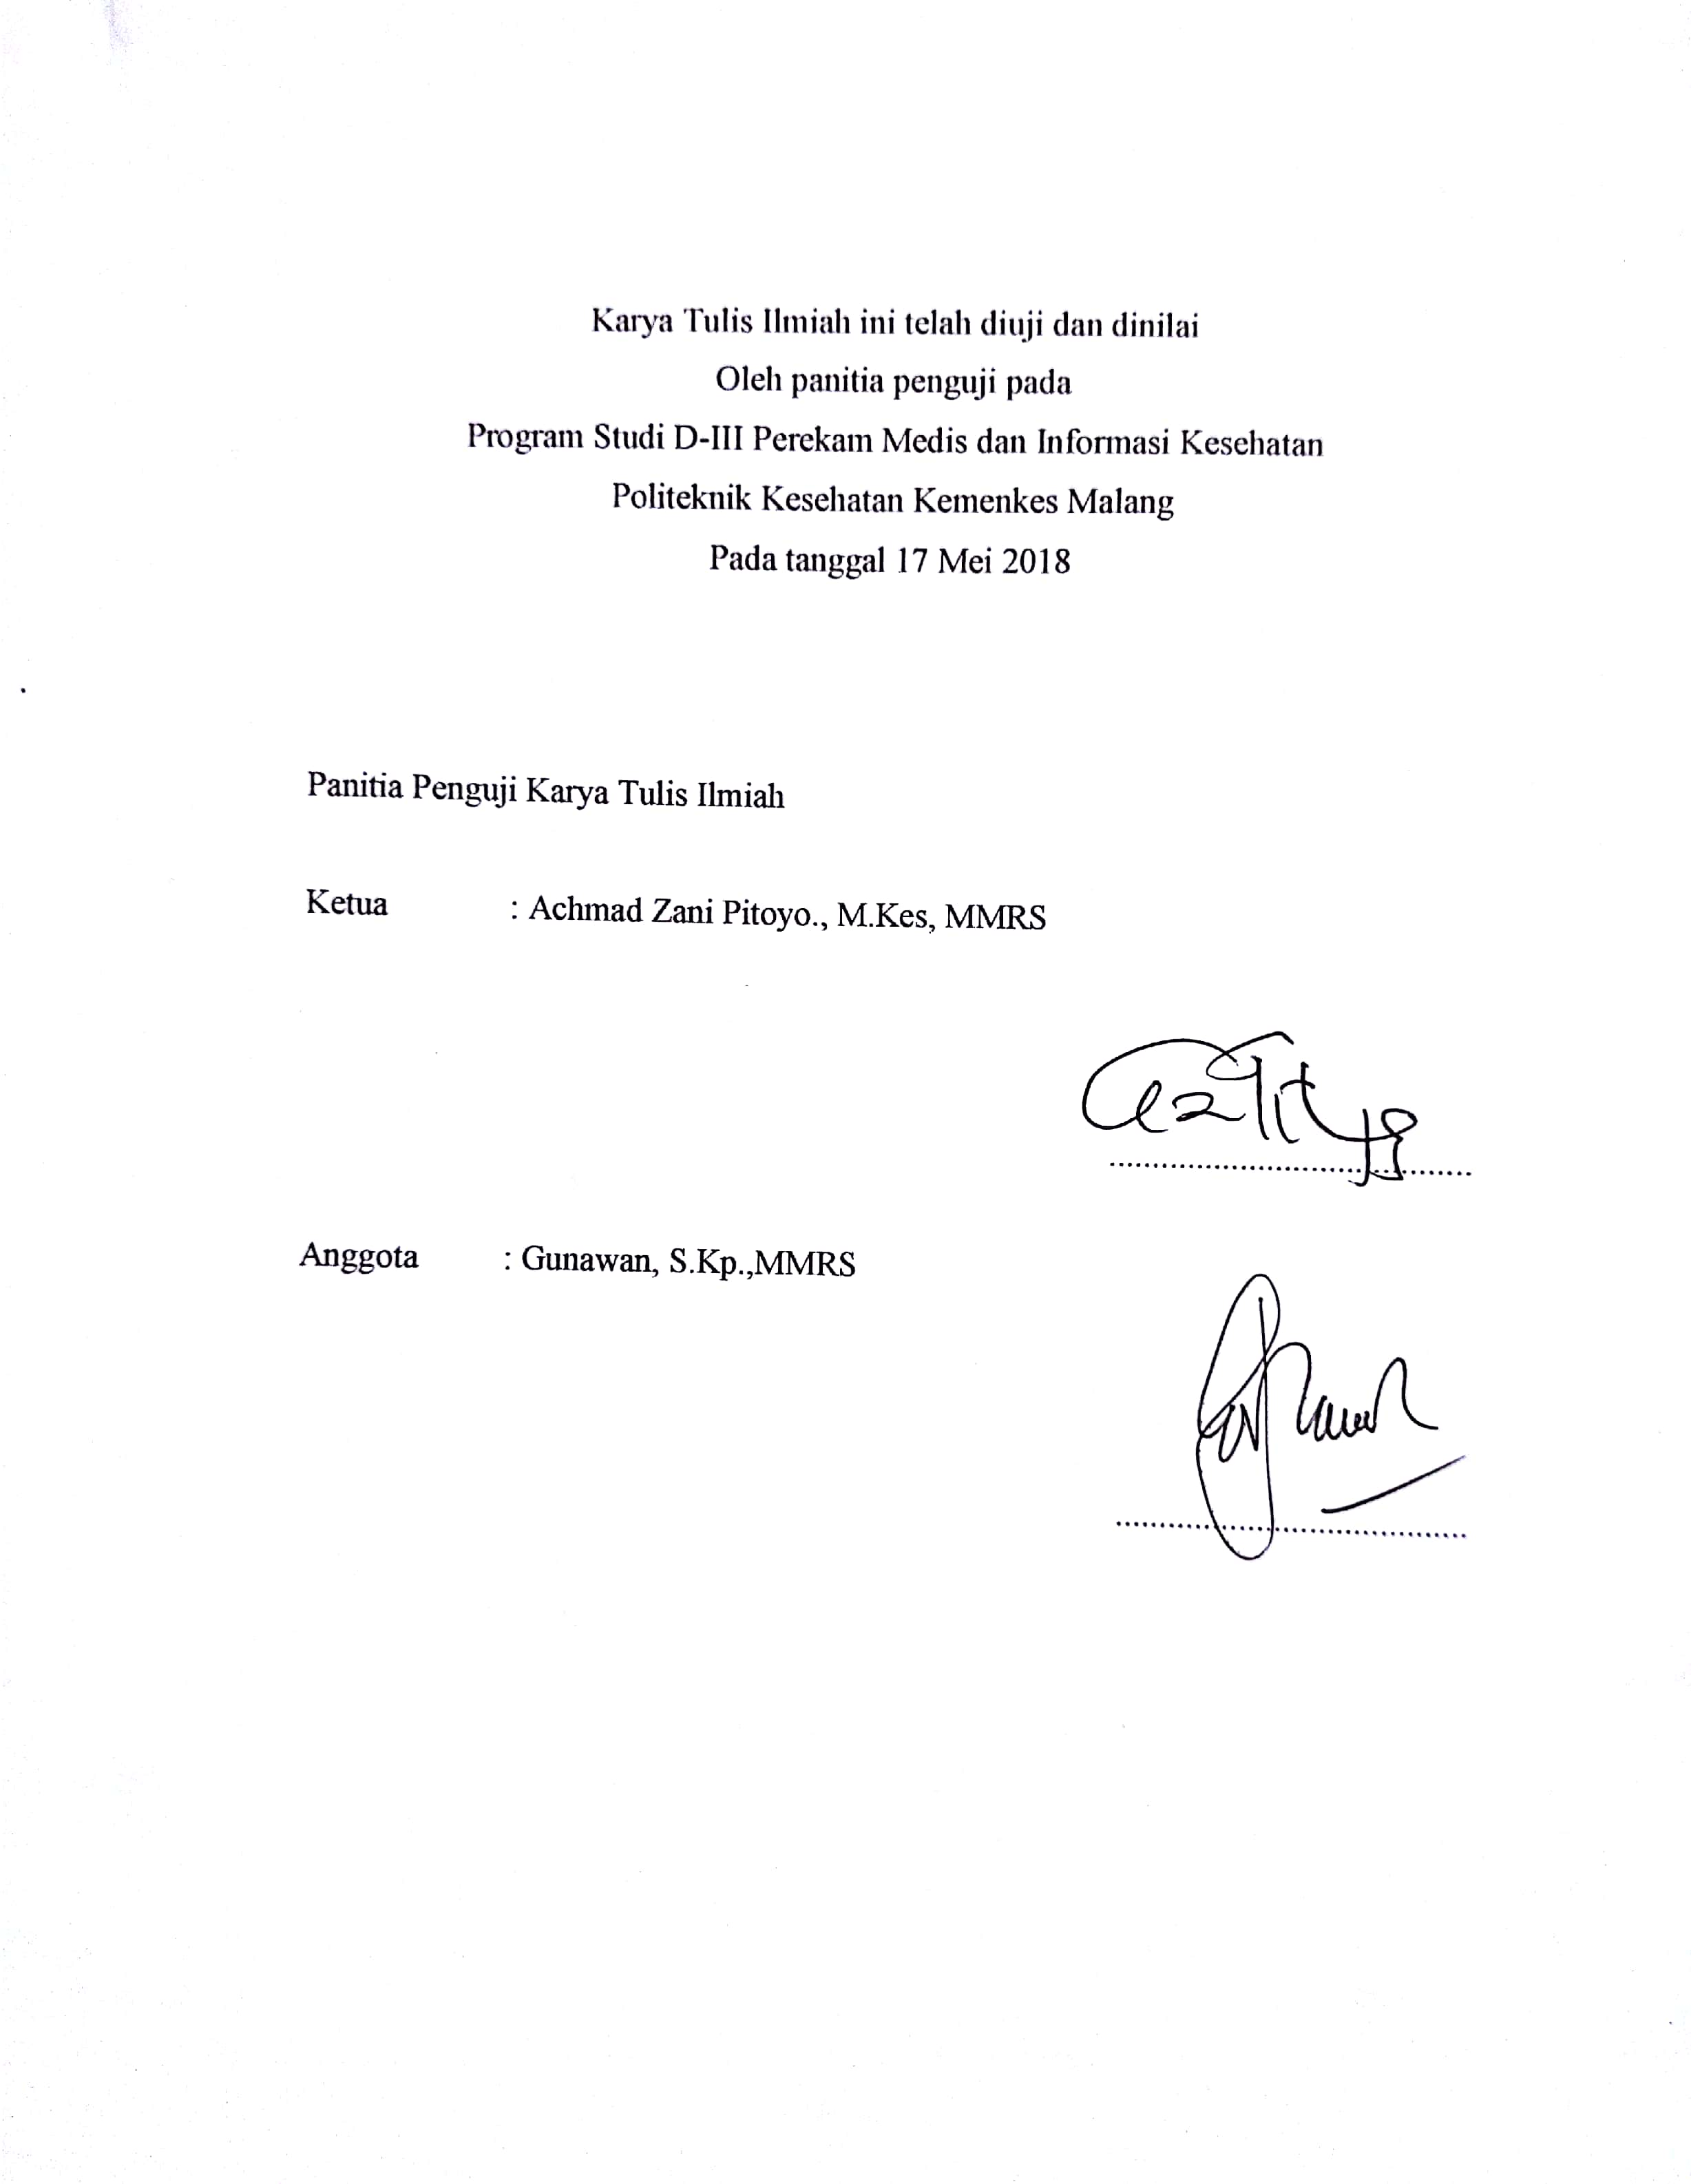 Karya Tulis Ilmiah ini telah diuji dan dinilai
Oleh panitia penguji pada
Program Studi D-III Perekam Medis dan Informasi Kesehatan
Politeknik Kesehatan Kemenkes Malang
Pada tanggal 17 Mei 2018
Panitia Penguji Karya Tulis Ilmiah
Ketua : Achmad Zani Pitoyo., M.Kes, MMRS
Anggota : Gunawan, S.Kp.,MMRS